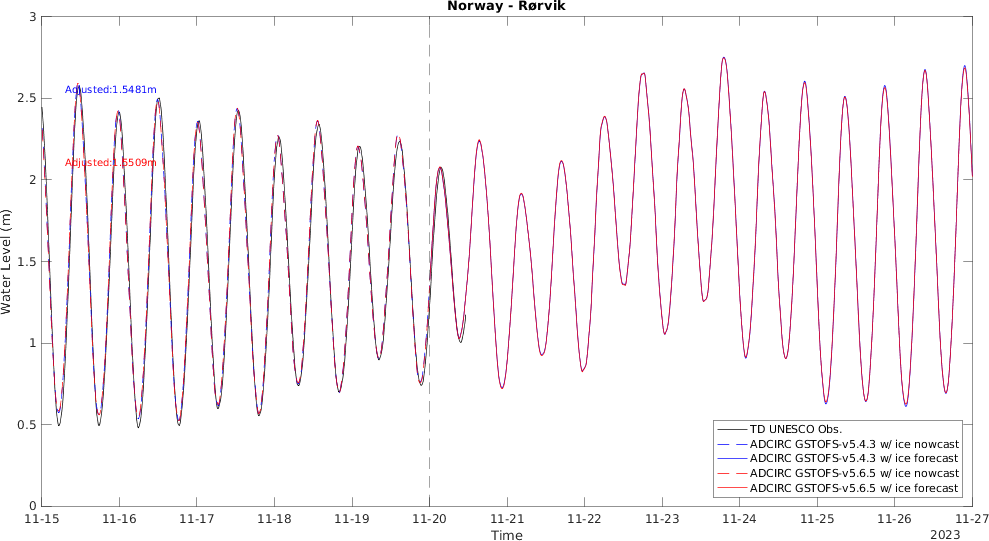 Norway - Rørvik
3
2.5
2
1.5
1
0.5
0
Water Level (m)
Adjusted:1.5481m
Adjusted:1.5509m
TD UNESCO Obs.
ADCIRC GSTOFS-v5.4.3 w/ ice nowcast
ADCIRC GSTOFS-v5.4.3 w/ ice forecast
ADCIRC GSTOFS-v5.6.5 w/ ice nowcast
ADCIRC GSTOFS-v5.6.5 w/ ice forecast
11-15 11-16 11-17 11-18 11-19 11-20 11-21 11-22 11-23 11-24 11-25 11-26 11-27
Time
2023